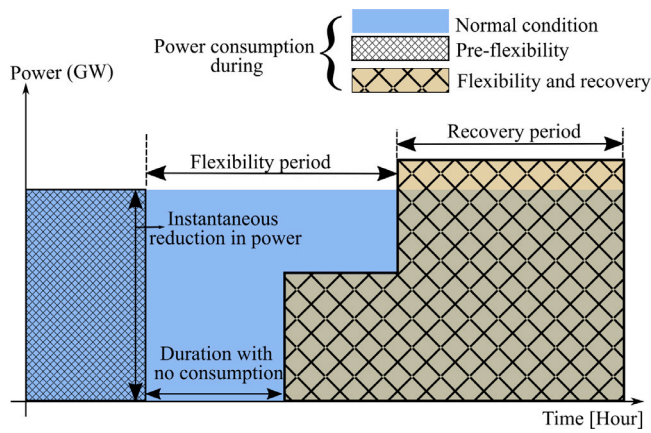 Power consumption
during
Normal condition
Pre-flexibility
Flexibility and recovery
Power (GW)
Flexibility period
Recovery period
Instantaneous
reduction in power
Duration with
no consumption
Time [Hour]